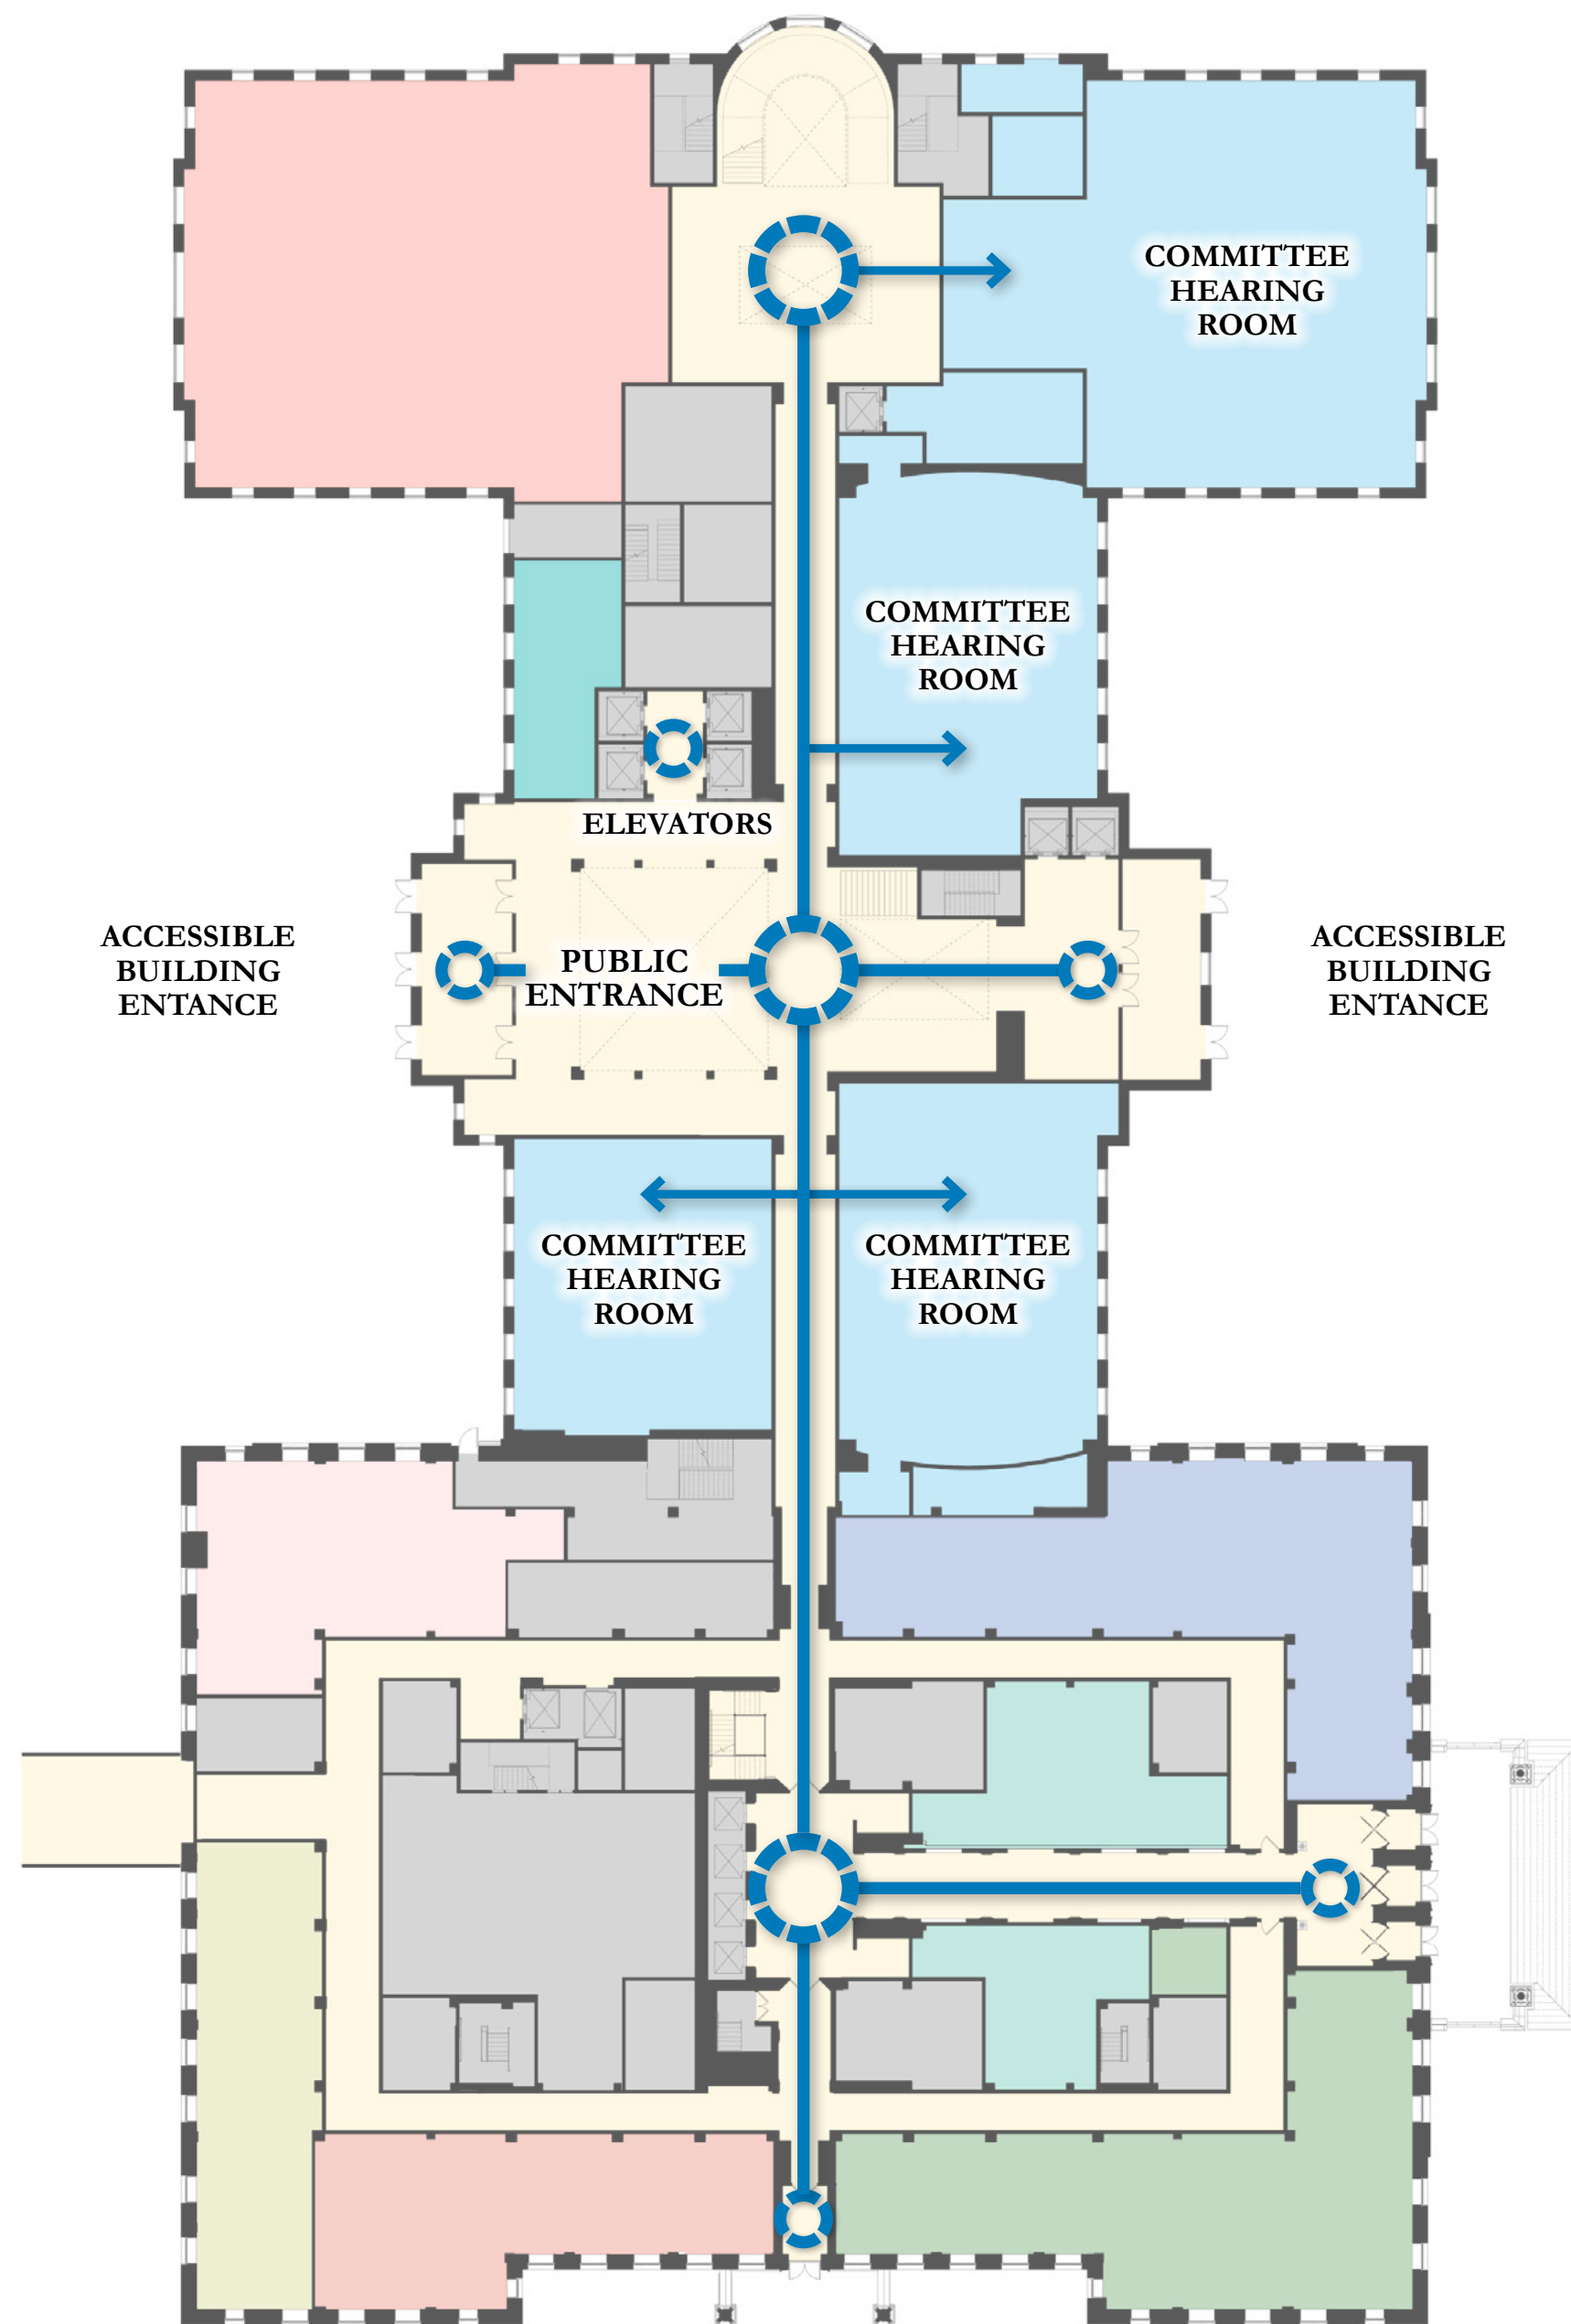 COMMITTEE
HEARING
ROOM
COMMITTEE
HEARING
ROOM
ELEVATORS
ACCESSIBLE
BUILDING
ENTANCE
PUBLIC
ENTRANCE
ACCESSIBLE
BUILDING
ENTANCE
COMMITTEE
HEARING
ROOM
COMMITTEE
HEARING
ROOM